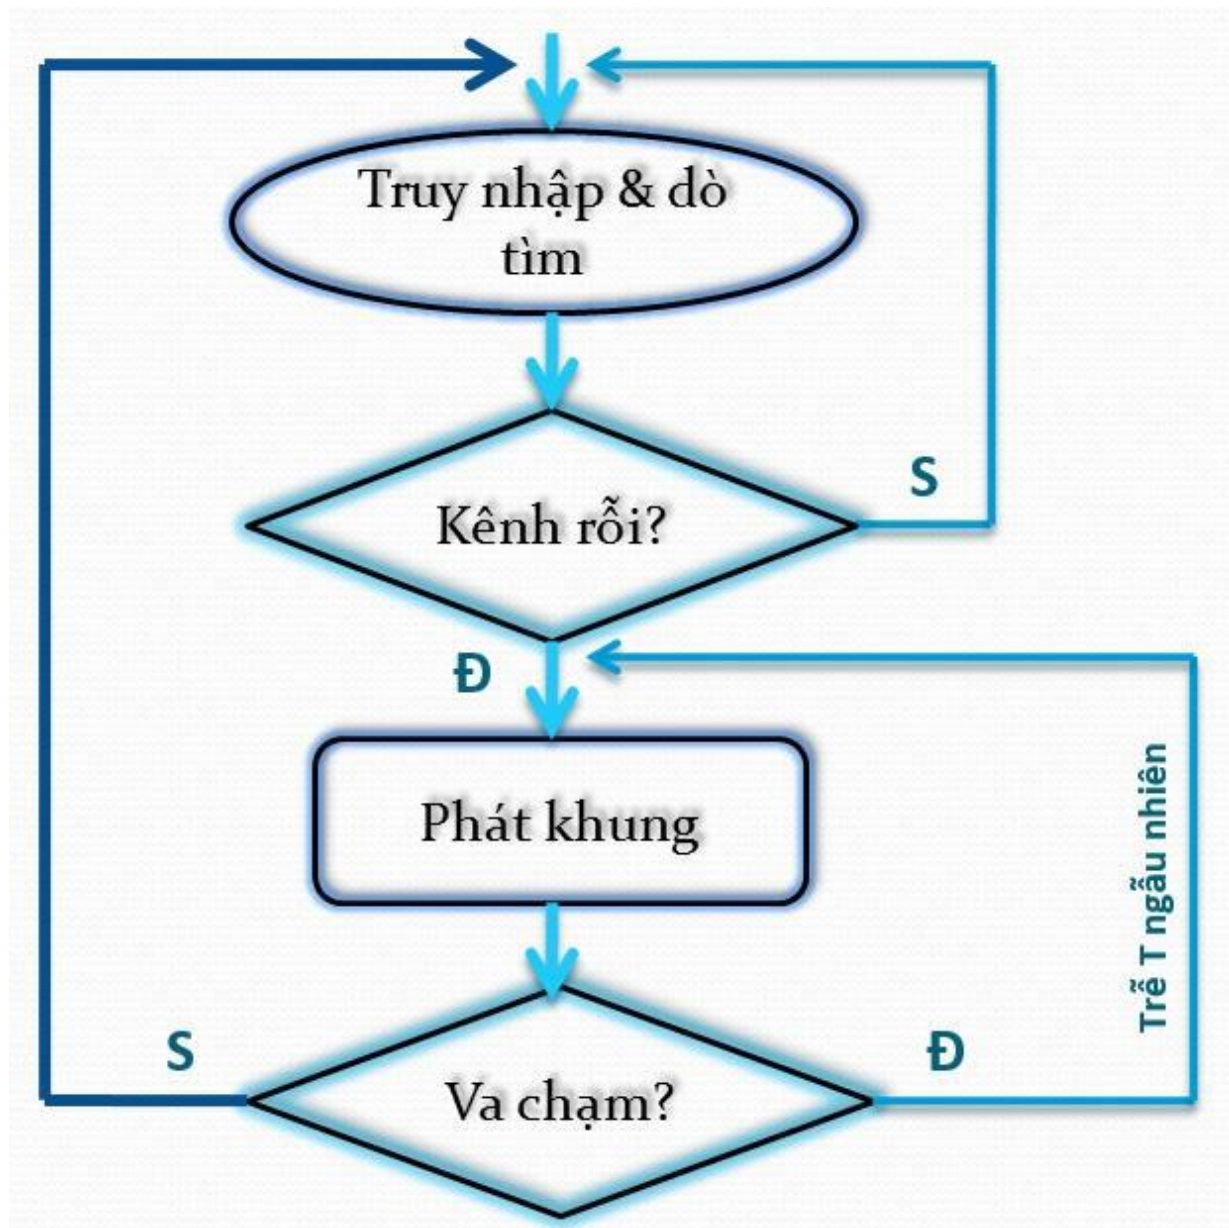 Truy nhập & dò
tìm
Kênh rỗi?
S
Đ
Phát khung
Trễ T ngẫu nhiên
S
Va chạm?
Đ